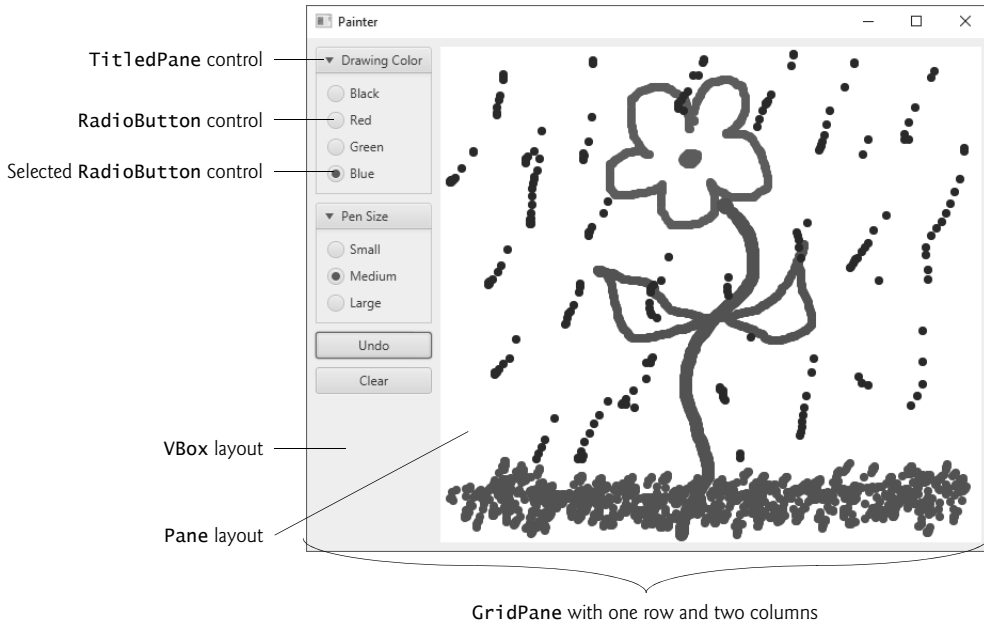 Painter
TitledPane control
Drawing Color
Black
RadioButton control
Red
Green
Selected RadioButton control
Blue
Pen Size
Small
Medium
Large
Undo
Clear
VBox layout
Pane layout
GridPane with one row and two columns